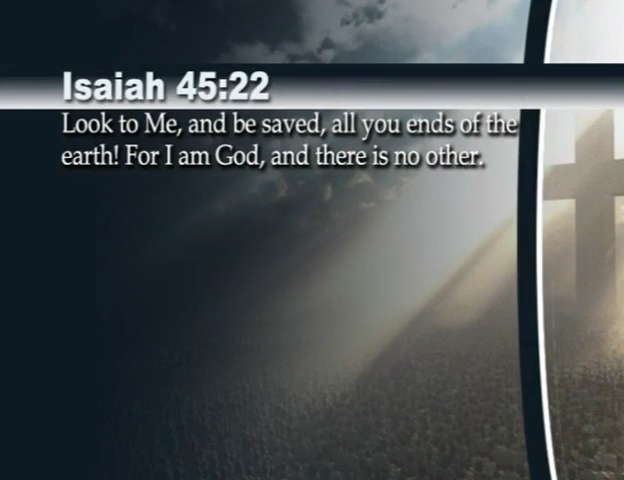 Isaiah 45:22
Look to Me, and be saved, all you ends of the
earth! For I am God, and there is no other.